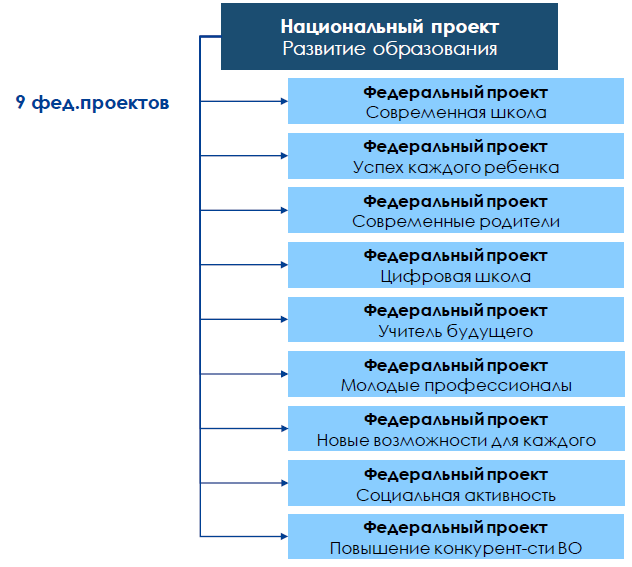 Национальный проект
Развитие образования
9 фед.проектов
Федеральный проект
Современная школа
Федеральный проект
Успех каждого ребенка
Федеральный проект
Современные родители
Федеральный проект
Цифровая школа
Федеральный проект
Учитель будущего
Федеральный проект
Молодые профессионалы
Федеральный проект
Новые возможности для каждого
Федеральный проект
Социальная активность
Федеральный проект
Повышение конкурент-сти ВО